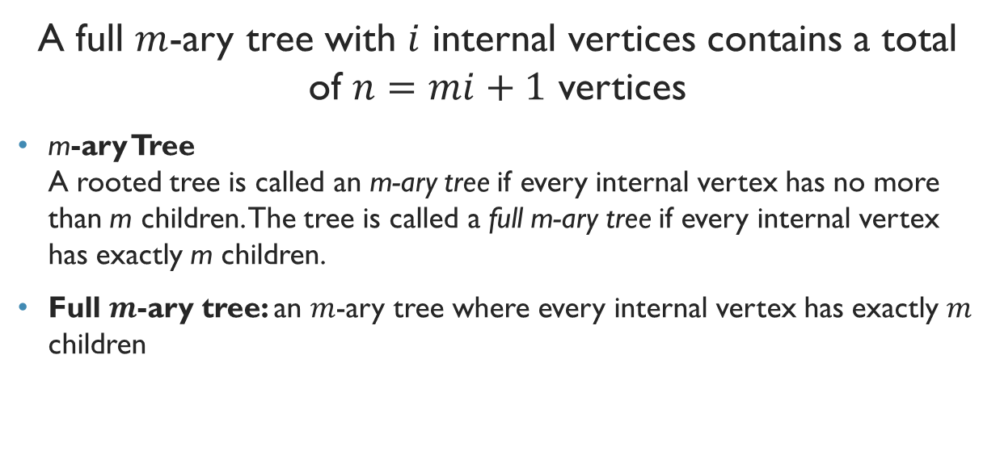 A full m-ary tree with i internal vertices contains a total
of n = mi + 1 vertices
• m-ary Tree
A rooted tree is called an m-ary tree if every internal vertex has no more
than m children. The tree is called a full m-ary tree if every internal vertex
has exactly m children.
• Full m-ary tree: an m-ary tree where every internal vertex has exactly m
children